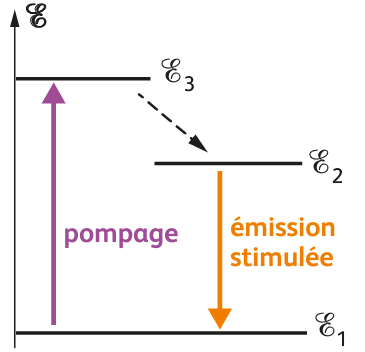 ℰ
ℰ3
ℰ2
pompage
émission
stimulée
ℰ1